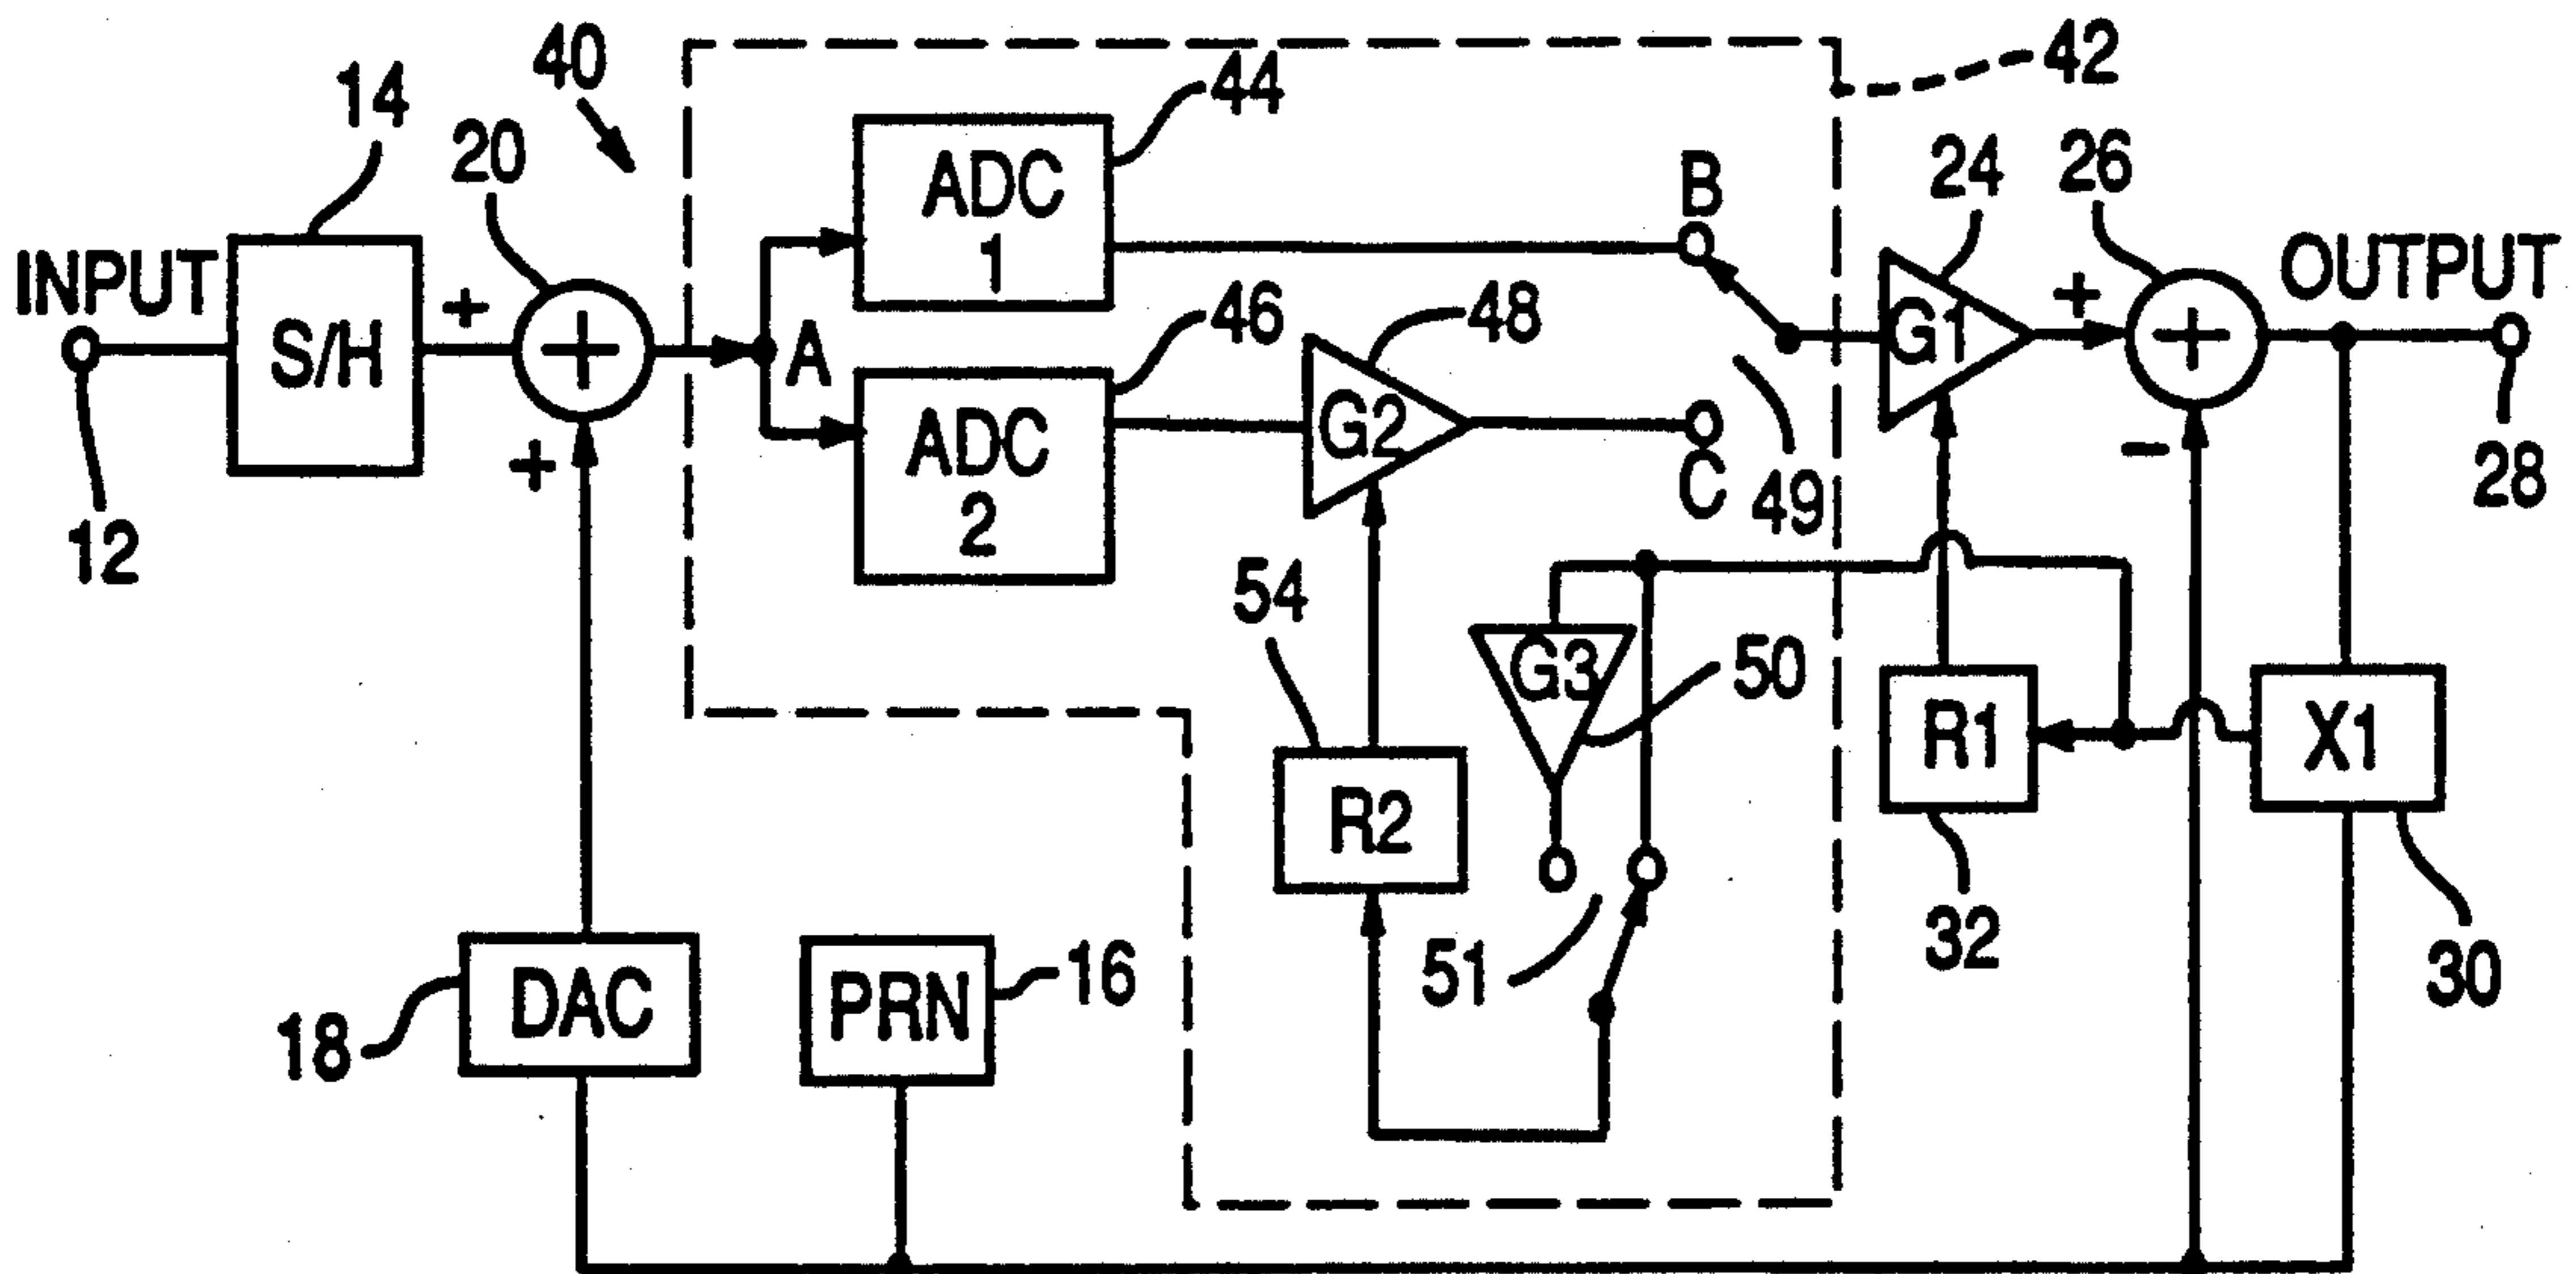 40
42
14
44
20
24
26
ADC
1
B
INPUT
OUTPUT
+
+
S/H
+
46
48
G1
+
A
ADC
2
G2
C
49
+
−
28
12
54
G3
50
R1
X1
R2
51
32
30
DAC
PRN
16
18